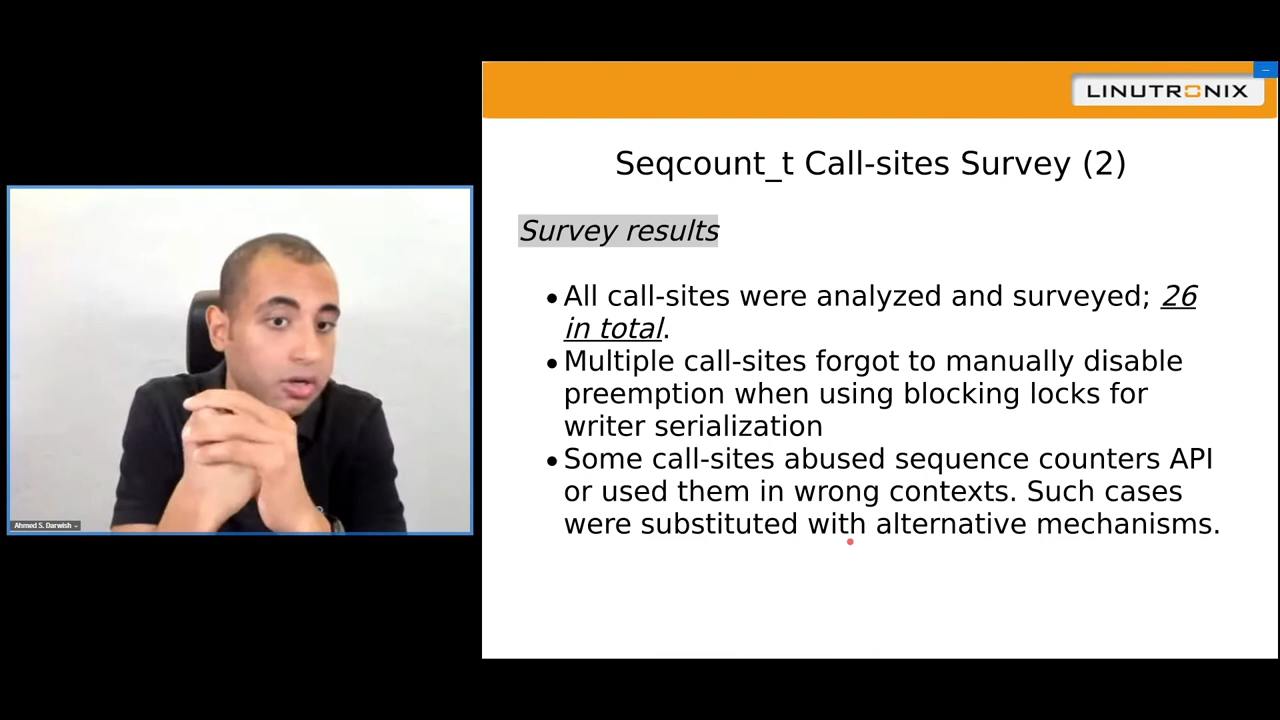 LINUTRONIX
Seqcount_t Call-sites Survey (2)
Survey results
• All call-sites were analyzed and surveyed; 26
in total.
• Multiple call-sites forgot to manually disable
preemption when using blocking locks for
writer serialization
• Some call-sites abused sequence counters API
or used them in wrong contexts. Such cases
were substituted with alternative mechanisms.
Ahmed S. Darwish